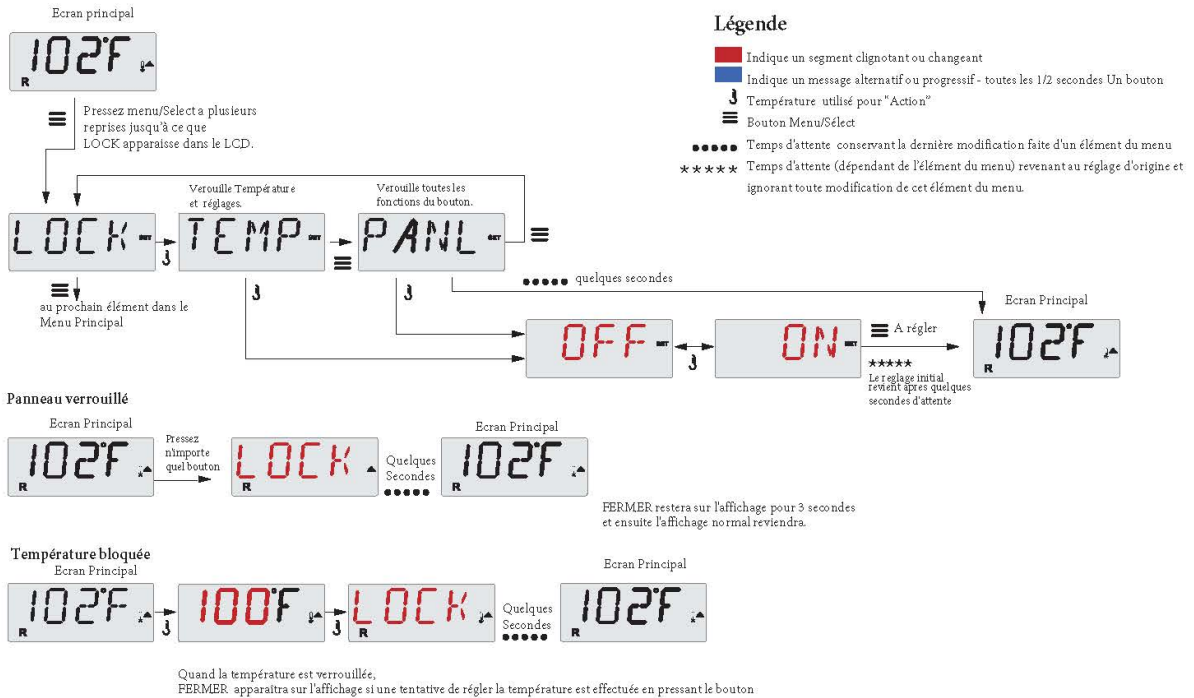 Ecran principal
102°F
R
Pressez menu/Select a plusieurs
reprises jusqu'à ce que
LOCK apparaisse dans le LCD.
Légende
Indique un segment clignotant ou changeant
Indique un message alternatif ou progressif - toutes les 1/2 secondes Un bouton
Température utilisé pour "Action"
Bouton Menu/Sélect
Temps d'attente conservant la dernière modification faite d'un élément du menu
***** Temps d'attente (dépendant de l'élément du menu) revenant au réglage d'origine et
ignorant toute modification de cet élément du menu.
Verouille Température
et réglages.
Verouille toutes les
fonctions du bouton.
LOCK SET
TEMP SET
PANL SET
au prochain élément dans le
Menu Principal
quelques secondes
Ecran Principal
OFF SET
ON SET
A régler
*****
Le reglage initial
revient après quelques
secondes d'attente
102°F
R
Panneau verrouillé
Ecran Principal
102°F
R
Pressez
n'importe
quel bouton
LOCK
R
Quelques
Secondes
Ecran Principal
102°F
R
FERMER restera sur l'affichage pour 3 secondes
et ensuite l'affichage normal reviendra.
Température bloquée
Ecran Principal
102°F
R
100°F
LOCK
R
Quelques
Secondes
Ecran Principal
102°F
R
Quand la température est verrouillée,
FERMER apparaîtra sur l'affichage si une tentative de régler la température est effectuée en pressant le bouton